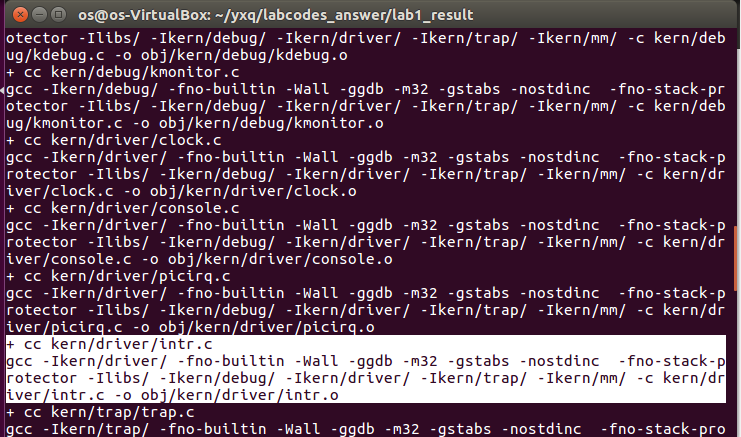 os@os-VirtualBox: ~/yxq/labcodes_answer/lab1_result
otector -Ilibs/ -Ikern/debug/ -Ikern/driver/ -Ikern/trap/ -Ikern/mm/ -c kern/deb
ug/kdebug.c -o obj/kern/debug/kdebug.o
+ cc kern/debug/kmonitor.c
gcc -Ikern/debug/ -fno-builtin -Wall -ggdb -m32 -gstabs -nostdinc  -fno-stack-pr
otector -Ilibs/ -Ikern/debug/ -Ikern/driver/ -Ikern/trap/ -Ikern/mm/ -c kern/deb
ug/kmonitor.c -o obj/kern/debug/kmonitor.o
+ cc kern/driver/clock.c
gcc -Ikern/driver/ -fno-builtin -Wall -ggdb -m32 -gstabs -nostdinc  -fno-stack-p
rotector -Ilibs/ -Ikern/debug/ -Ikern/driver/ -Ikern/trap/ -Ikern/mm/ -c kern/dr
iver/clock.c -o obj/kern/driver/clock.o
+ cc kern/driver/console.c
gcc -Ikern/driver/ -fno-builtin -Wall -ggdb -m32 -gstabs -nostdinc  -fno-stack-p
rotector -Ilibs/ -Ikern/debug/ -Ikern/driver/ -Ikern/trap/ -Ikern/mm/ -c kern/dr
iver/console.c -o obj/kern/driver/console.o
+ cc kern/driver/picirq.c
gcc -Ikern/driver/ -fno-builtin -Wall -ggdb -m32 -gstabs -nostdinc  -fno-stack-p
rotector -Ilibs/ -Ikern/debug/ -Ikern/driver/ -Ikern/trap/ -Ikern/mm/ -c kern/dr
iver/picirq.c -o obj/kern/driver/picirq.o
+ cc kern/driver/intr.c
gcc -Ikern/driver/ -fno-builtin -Wall -ggdb -m32 -gstabs -nostdinc  -fno-stack-p
rotector -Ilibs/ -Ikern/debug/ -Ikern/driver/ -Ikern/trap/ -Ikern/mm/ -c kern/dr
iver/intr.c -o obj/kern/driver/intr.o
+ cc kern/trap/trap.c
gcc -Ikern/trap/ -fno-builtin -Wall -ggdb -m32 -gstabs -nostdinc  -fno-stack-pro